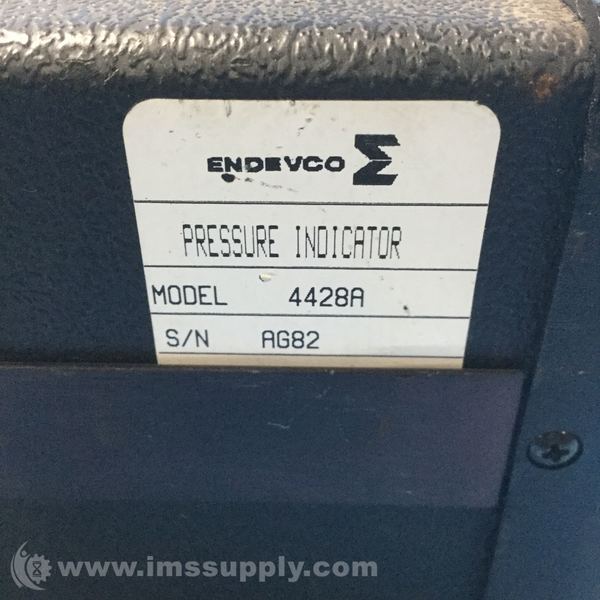 ENDEVCO
PRESSURE INDICATOR
MODEL 4428A
S/N AG82
www.imssupply.com